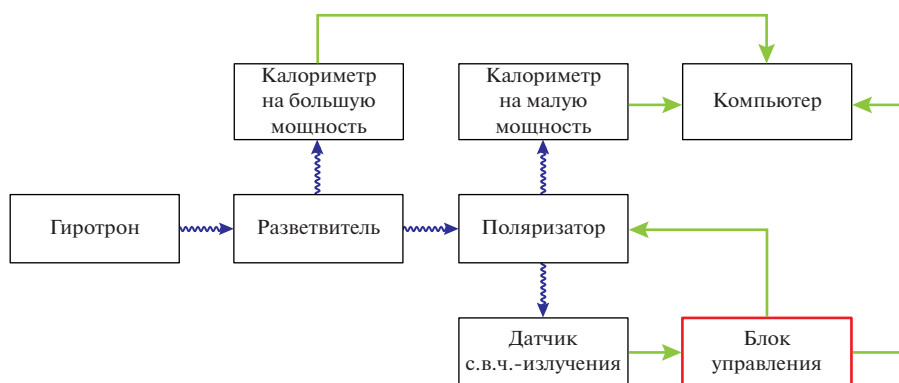 Калориметр
на большую
мощность
Калориметр
на малую
мощность
Компьютер
Гиротрон
Разветвитель
Поляризатор
Датчик
с.в.ч.-излучения
Блок
управления